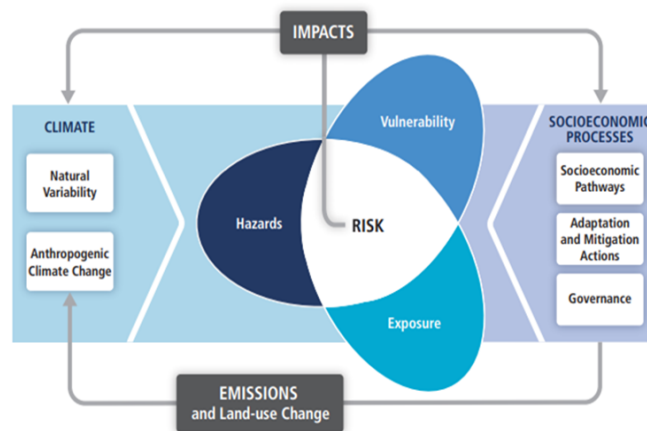 IMPACTS
CLIMATE
Natural
Variability
Anthropogenic
Climate Change
Vulnerability
Hazards
RISK
Exposure
SOCIOECONOMIC
PROCESSES
Socioeconomic
Pathways
Adaptation
and Mitigation
Actions
Governance
EMISSIONS
and Land-use Change